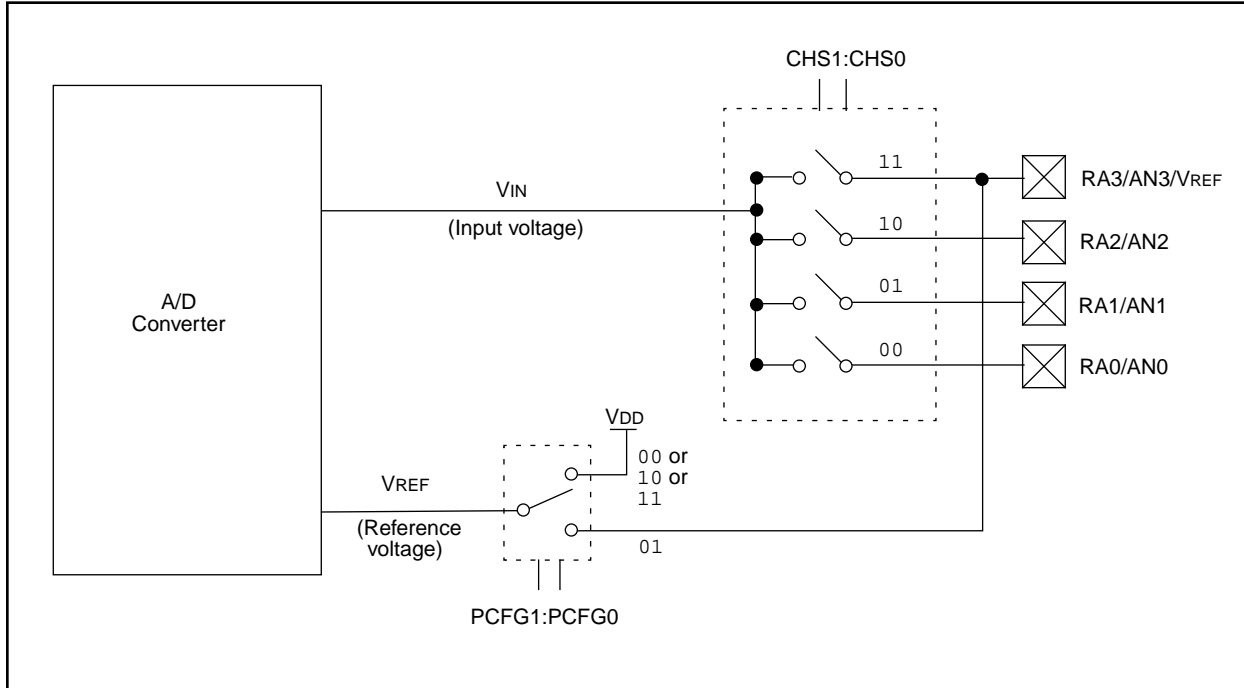 CHS1:CHS0
11
RA3/AN3/VREF
VIN
(Input voltage)
10
RA2/AN2
A/D
Converter
01
RA1/AN1
00
RA0/AN0
VDD
00 or
10 or
11
VREF
(Reference
voltage)
01
PCFG1:PCFG0